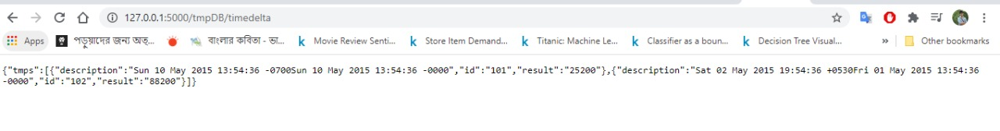 127.0.0.1:5000/tmpDB/timedelta
Apps পড়ুয়াদের জন্য অত্... বাংলার কবিতা - ভা... Movie Review Senti... Store Item Demand... Titanic: Machine Le... Classifier as a boun... Decision Tree Visual... » Other bookmarks
{"tmps":[{"description":"Sun 10 May 2015 13:54:36 -0700Sun 10 May 2015 13:54:36 -0000","id":"101","result":"25200"},{"description":"Sat 02 May 2015 19:54:36 +0530Fri 01 May 2015 13:54:36
-0000","id":"102","result":"88200"}]}